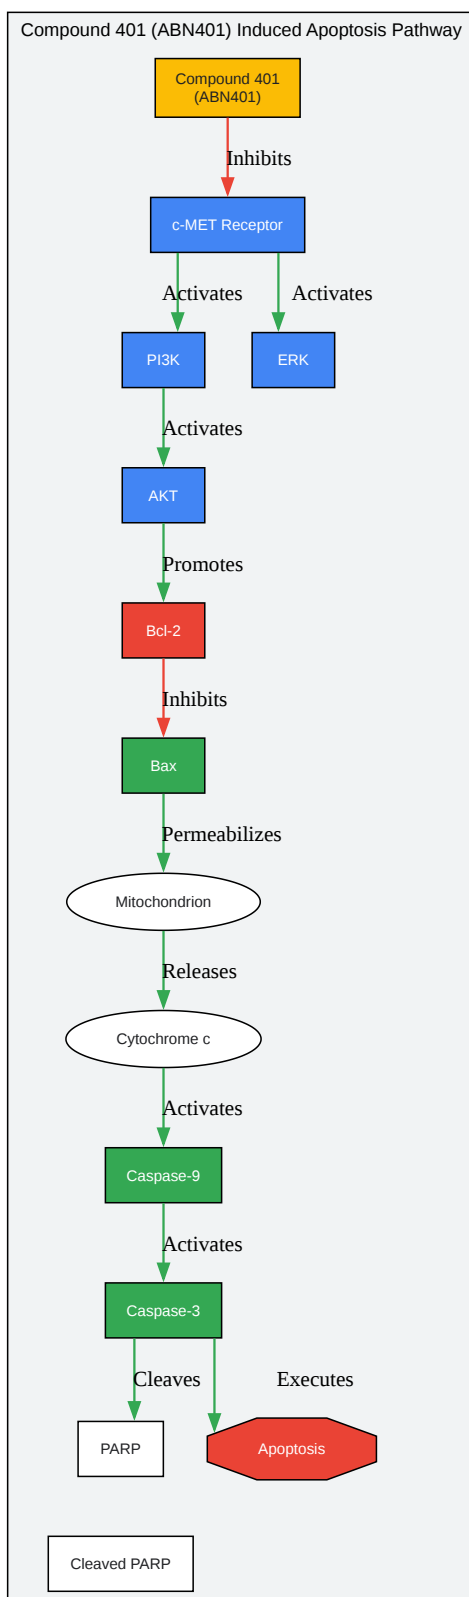 Compound 401 (ABN401) Induced Apoptosis Pathway
Compound 401
(ABN401)
Inhibits
c-MET Receptor
Activates
Activates
PI3K
ERK
Activates
AKT
Promotes
Bcl-2
Inhibits
Bax
Permeabilizes
Mitochondrion
Releases
Cytochrome c
Activates
Caspase-9
Activates
Caspase-3
Cleaves
Executes
PARP
Apoptosis
Cleaved PARP